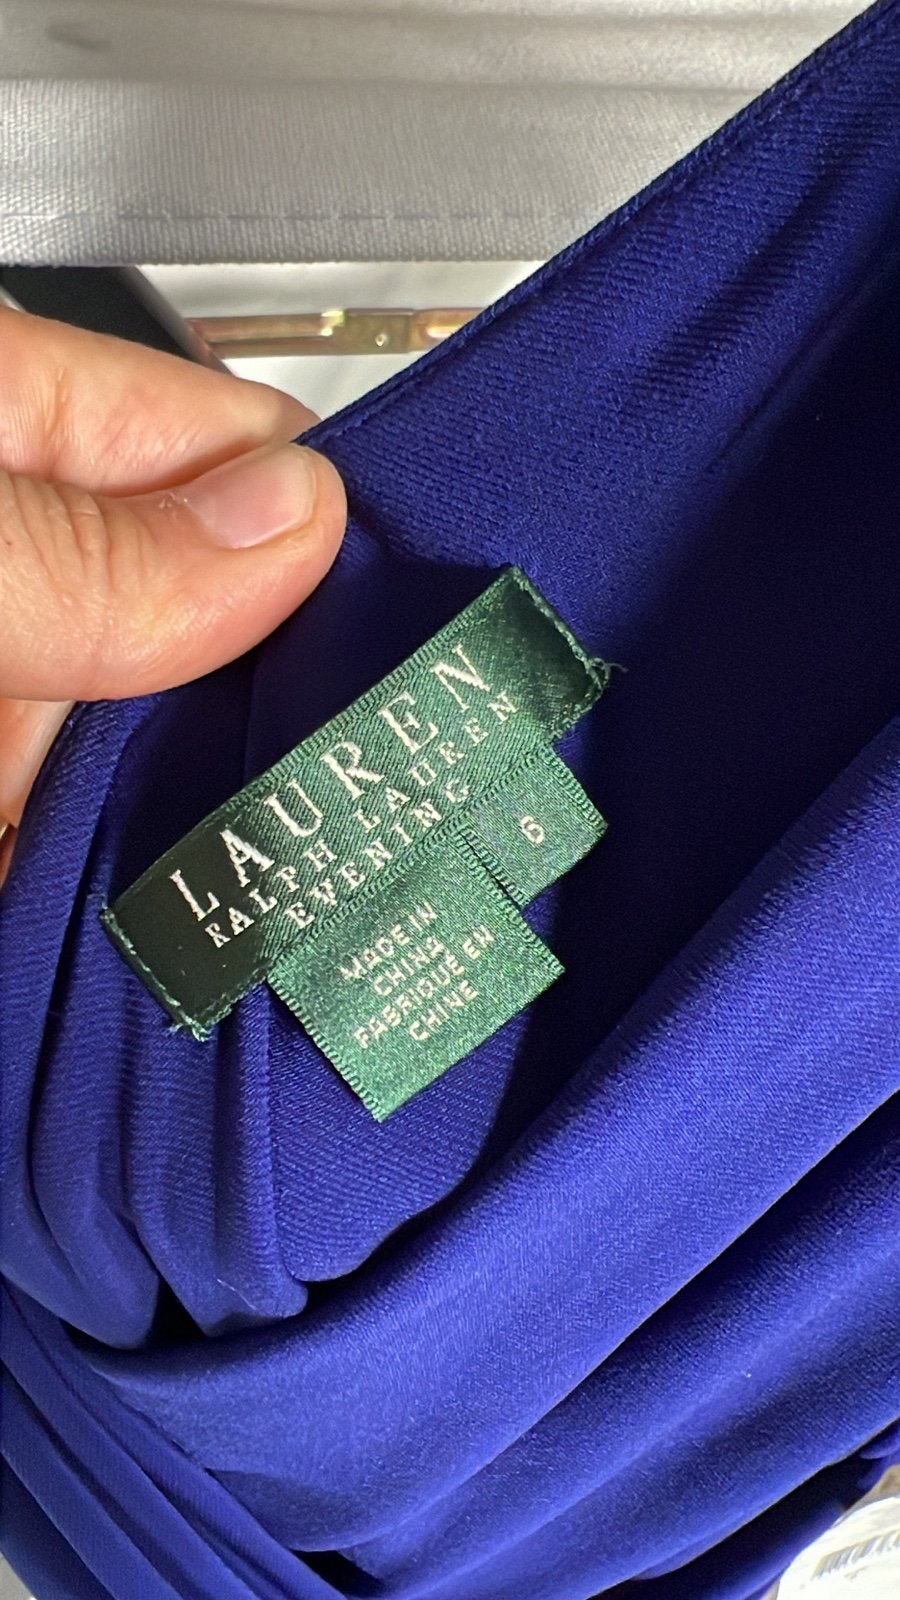 LAUREN
RALPH LAUREN
EVENING
6
MADE IN
CHINA
FABRIQUÉ EN
CHINE